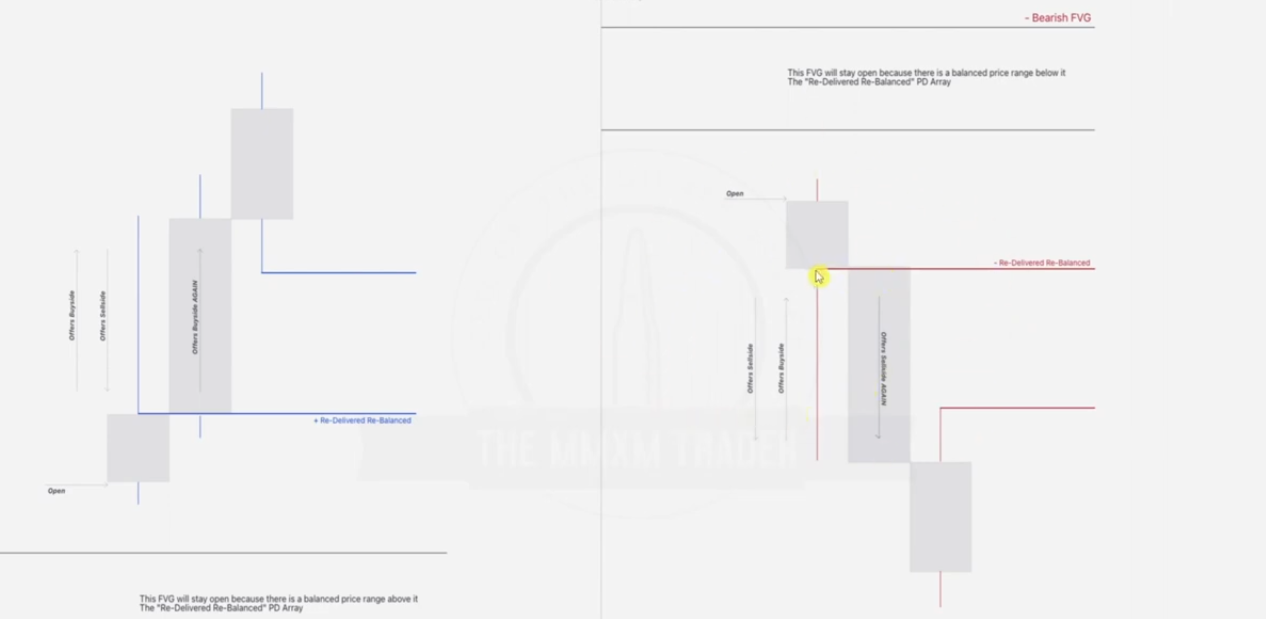 - Bearish FVG
This FVG will stay open because there is a balanced price range below it
The "Re-Delivered Re-Balanced" PD Array
Offers Buyside
Offers Sellside
Offers Buyside AGAIN
+ Re-Delivered Re-Balanced
Open
This FVG will stay open because there is a balanced price range above it
The "Re-Delivered Re-Balanced" PD Array
Open
- Re-Delivered Re-Balanced
Offers Sellside
Offers Buyside
Offers Sellside AGAIN
THE MMXM TRADER